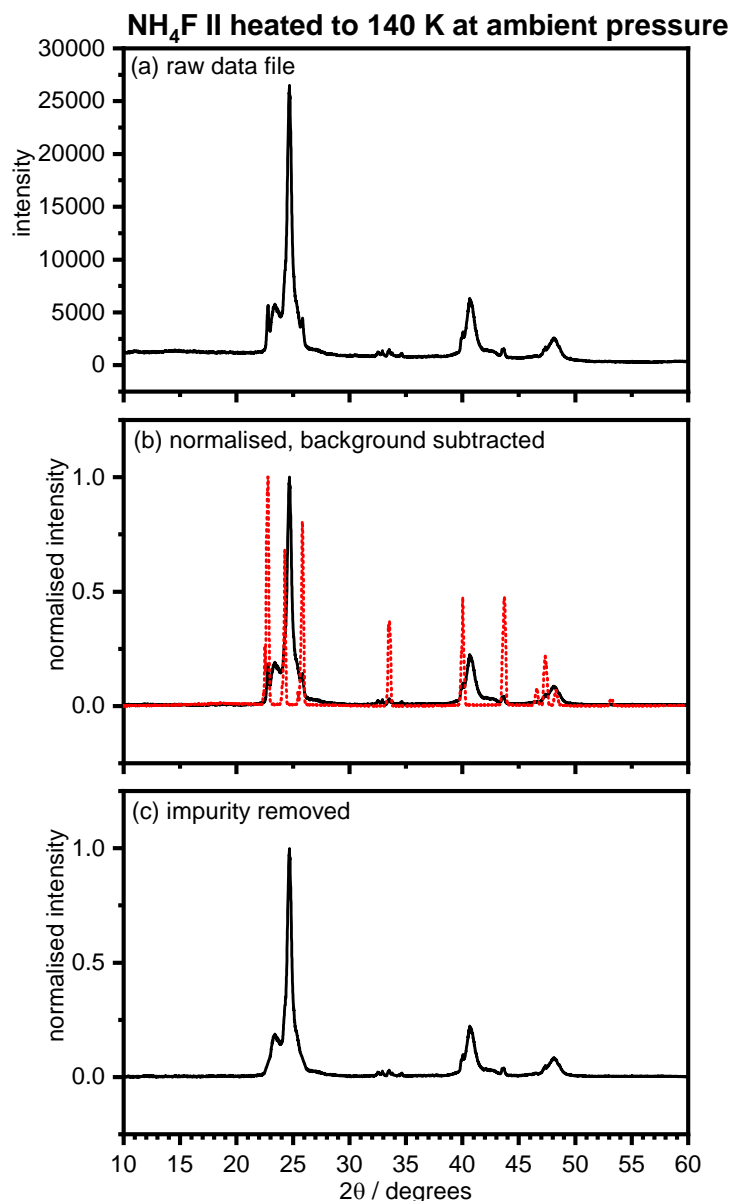 NH₄F II heated to 140 K at ambient pressure
(a) raw data file
30000
25000
20000
15000
10000
5000
0
intensity
(b) normalised, background subtracted
1.0
0.5
0.0
normalised intensity
(c) impurity removed
1.0
0.5
0.0
normalised intensity
10 15 20 25 30 35 40 45 50 55 60
2θ / degrees